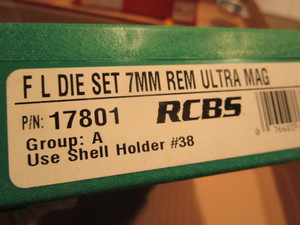 F L DIE SET 7MM REM ULTRA MAG
P/N: 17801 RCBS
Group: A
Use Shell Holder #38